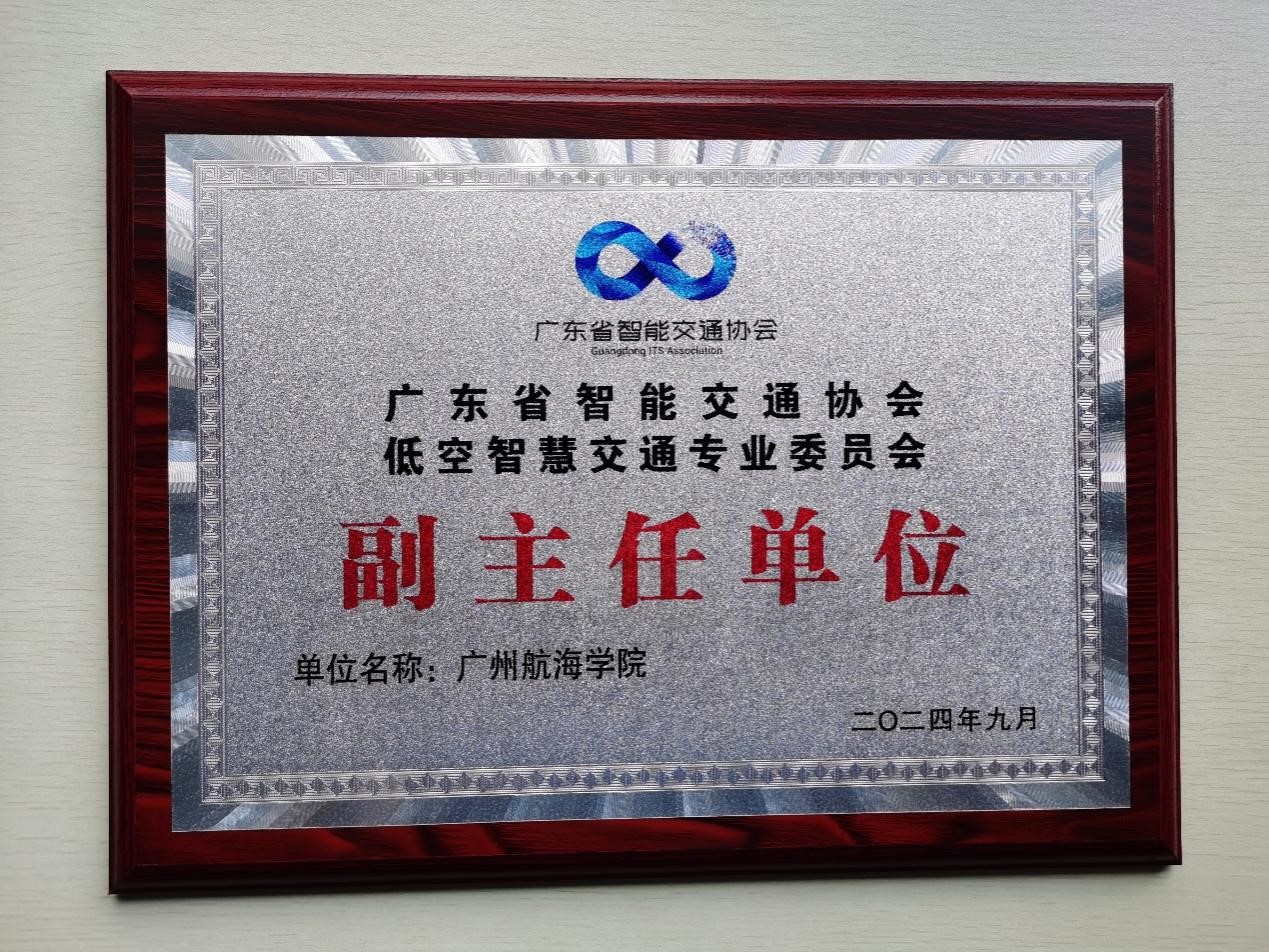 广东省智能交通协会
Guangdong ITS Association
广东省智能交通协会
低空智慧交通专业委员会
副主任单位
单位名称：广州航海学院
二〇二四年九月